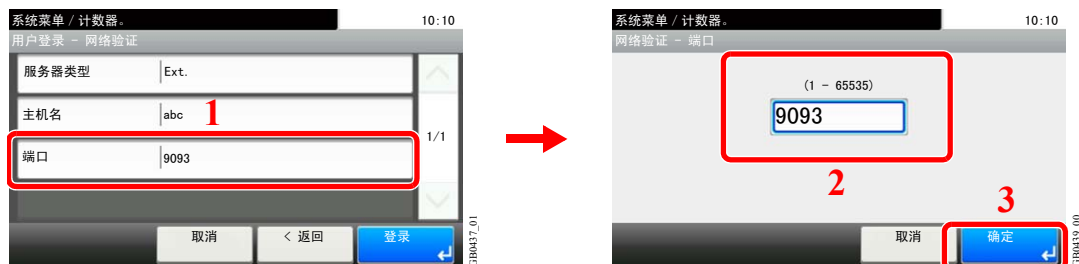 系统菜单 / 计数器。
10:10
用户登录 - 网络验证
服务器类型 Ext.
主机名 abc
1
端口 9093
1/1
取消
< 返回
登录
GB0437_01
系统菜单 / 计数器。
10:10
网络验证 - 端口
(1 - 65535)
9093
2
3
取消
确定
GB0439_00